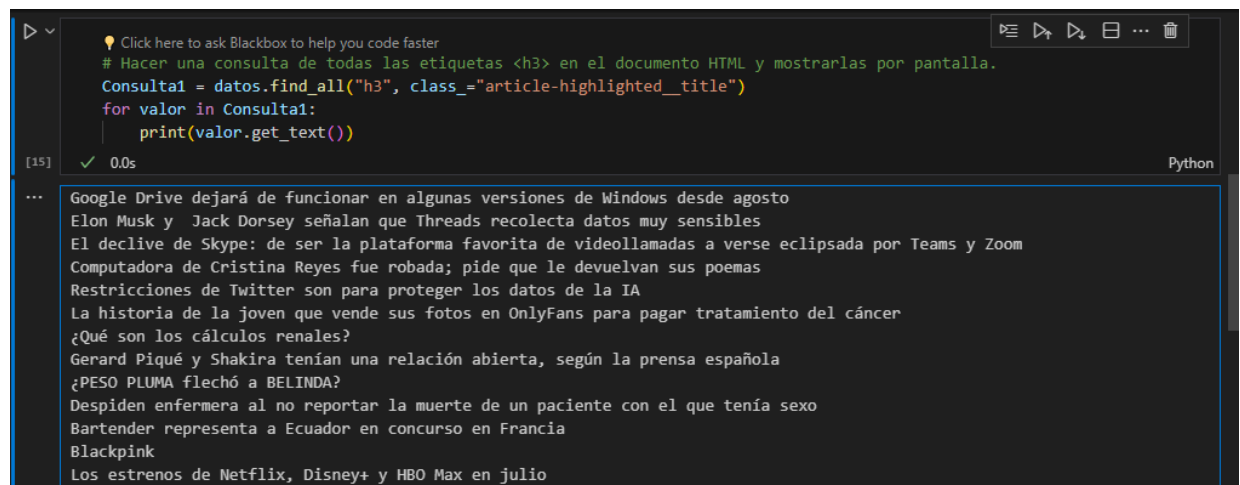 Click here to ask Blackbox to help you code faster
# Hacer una consulta de todas las etiquetas <h3> en el documento HTML y mostrarlas por pantalla.
Consulta1 = datos.find_all("h3", class_="article-highlighted__title")
for valor in Consulta1:
    print(valor.get_text())
[15] ✓ 0.0s Python
... Google Drive dejará de funcionar en algunas versiones de Windows desde agosto
Elon Musk y  Jack Dorsey señalan que Threads recolecta datos muy sensibles
El declive de Skype: de ser la plataforma favorita de videollamadas a verse eclipsada por Teams y Zoom
Computadora de Cristina Reyes fue robada; pide que le devuelvan sus poemas
Restricciones de Twitter son para proteger los datos de la IA
La historia de la joven que vende sus fotos en OnlyFans para pagar tratamiento del cáncer
¿Qué son los cálculos renales?
Gerard Piqué y Shakira tenían una relación abierta, según la prensa española
¿PESO PLUMA flechó a BELINDA?
Despiden enfermera al no reportar la muerte de un paciente con el que tenía sexo
Bartender representa a Ecuador en concurso en Francia
Blackpink
Los estrenos de Netflix, Disney+ y HBO Max en julio